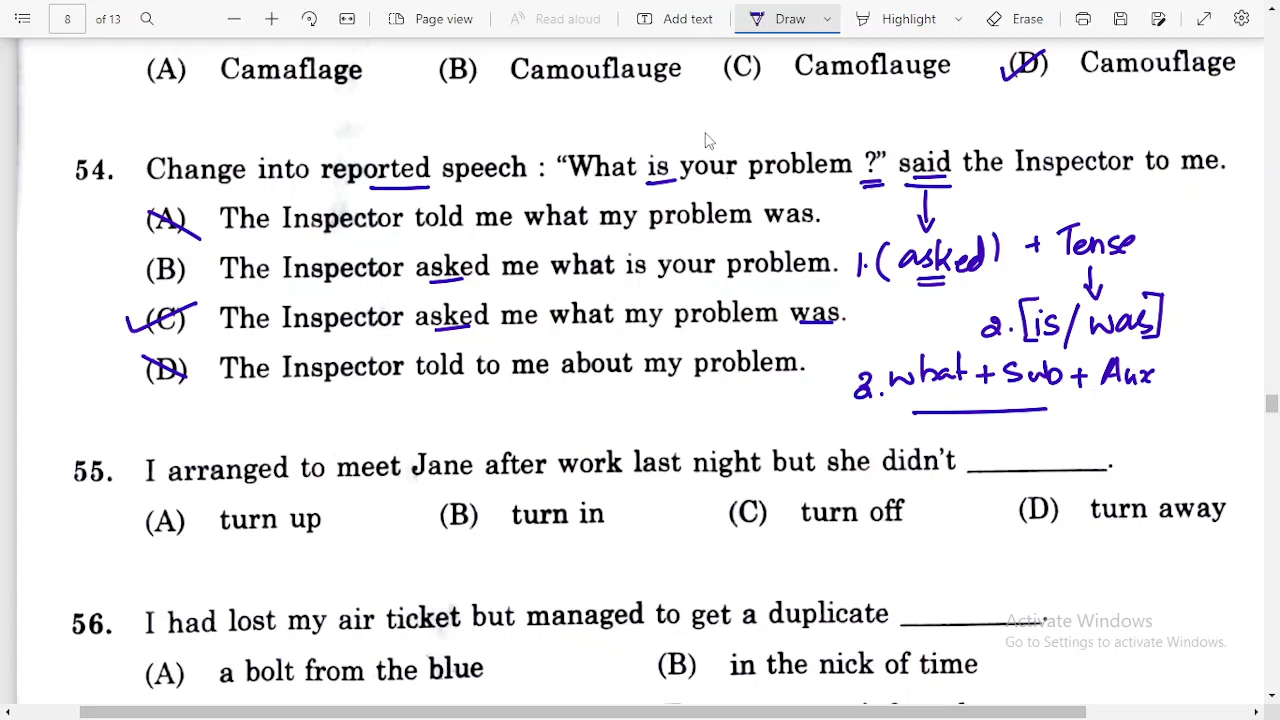 8 of 13 Page view Read aloud Add text Draw Highlight Erase
(A) Camaflage (B) Camouflauge (C) Camoflauge (D) Camouflage
54. Change into reported speech : “What is your problem ?” said the Inspector to me.
(A) The Inspector told me what my problem was.
(B) The Inspector asked me what is your problem. 1. (asked) + Tense
(C) The Inspector asked me what my problem was. 2. [is/was]
(D) The Inspector told to me about my problem. 2. what + Sub + Aux
55. I arranged to meet Jane after work last night but she didn’t __________.
(A) turn up (B) turn in (C) turn off (D) turn away
56. I had lost my air ticket but managed to get a duplicate __________.
Activate Windows
Go to Settings to activate Windows.
(A) a bolt from the blue (B) in the nick of time